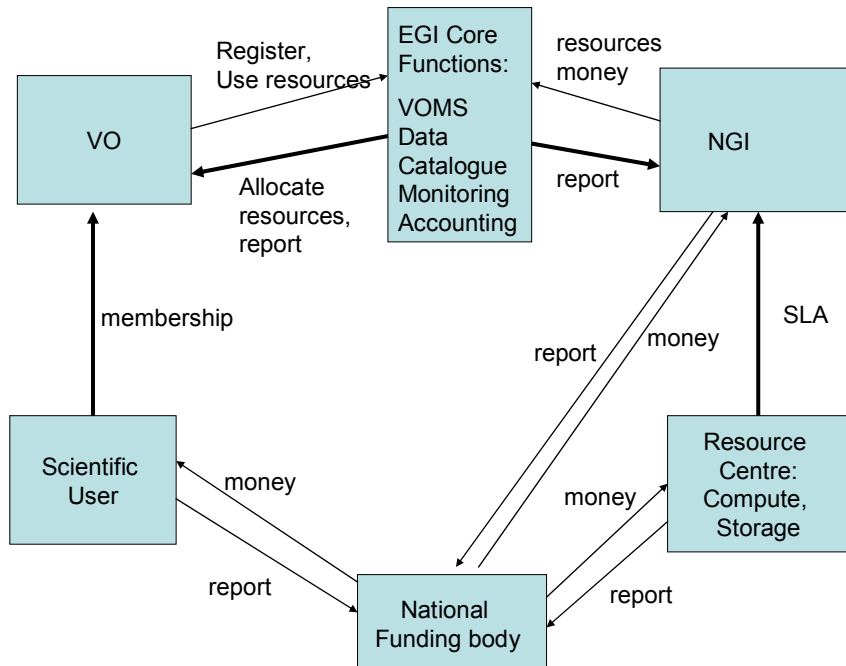 Register,
Use resources
EGI Core
Functions:
VOMS
Data
Catalogue
Monitoring
Accounting
resources
money
VO
NGI
Allocate
resources,
report
report
membership
SLA
report
money
Scientific
User
money
report
Resource
Centre:
Compute,
Storage
money
report
National
Funding body